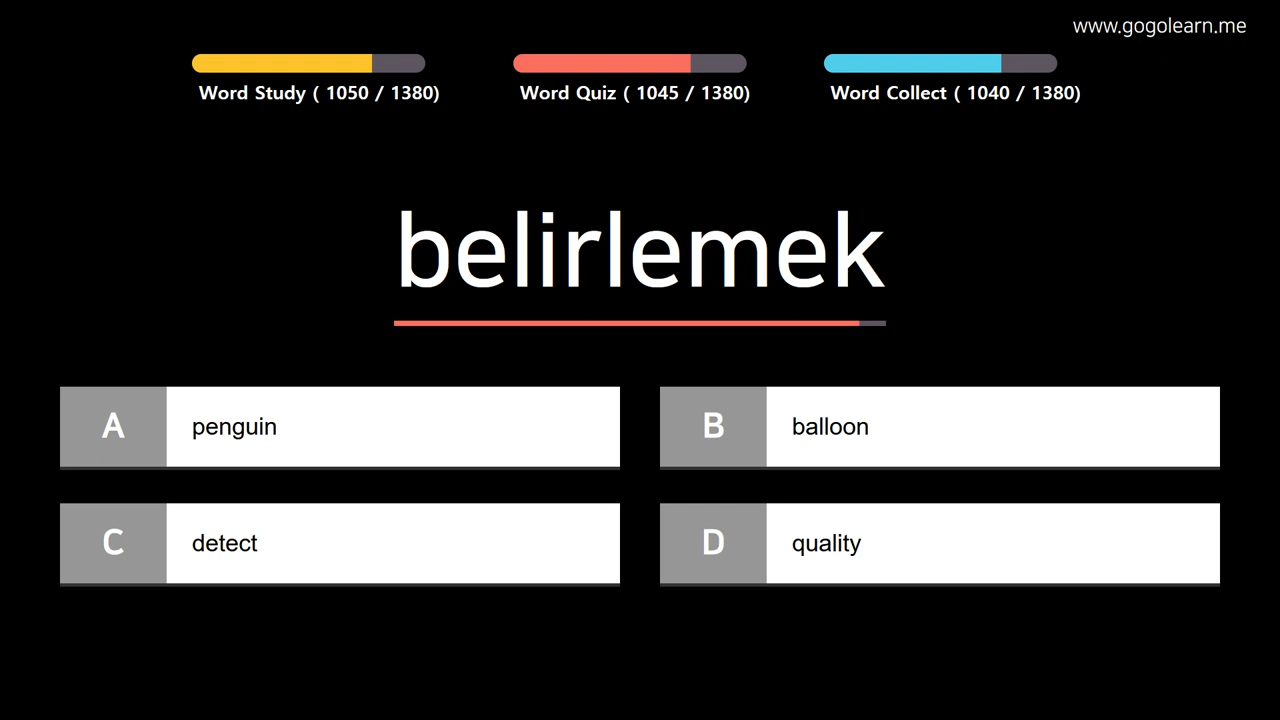 www.gogolearn.me
Word Study ( 1050 / 1380)
Word Quiz ( 1045 / 1380)
Word Collect ( 1040 / 1380)
belirlemek
A penguin
B balloon
C detect
D quality